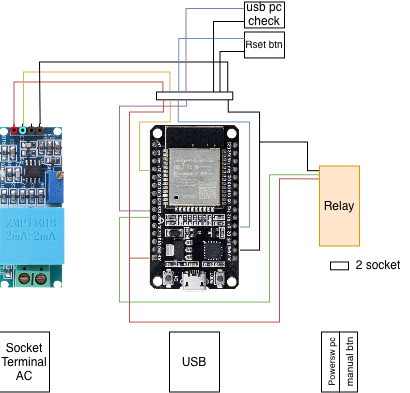 usb pc
check
Rset btn
ZMPT101B
2mA:2mA
Relay
2 socket
Socket
Terminal
AC
USB
Powersw pc
manual btn